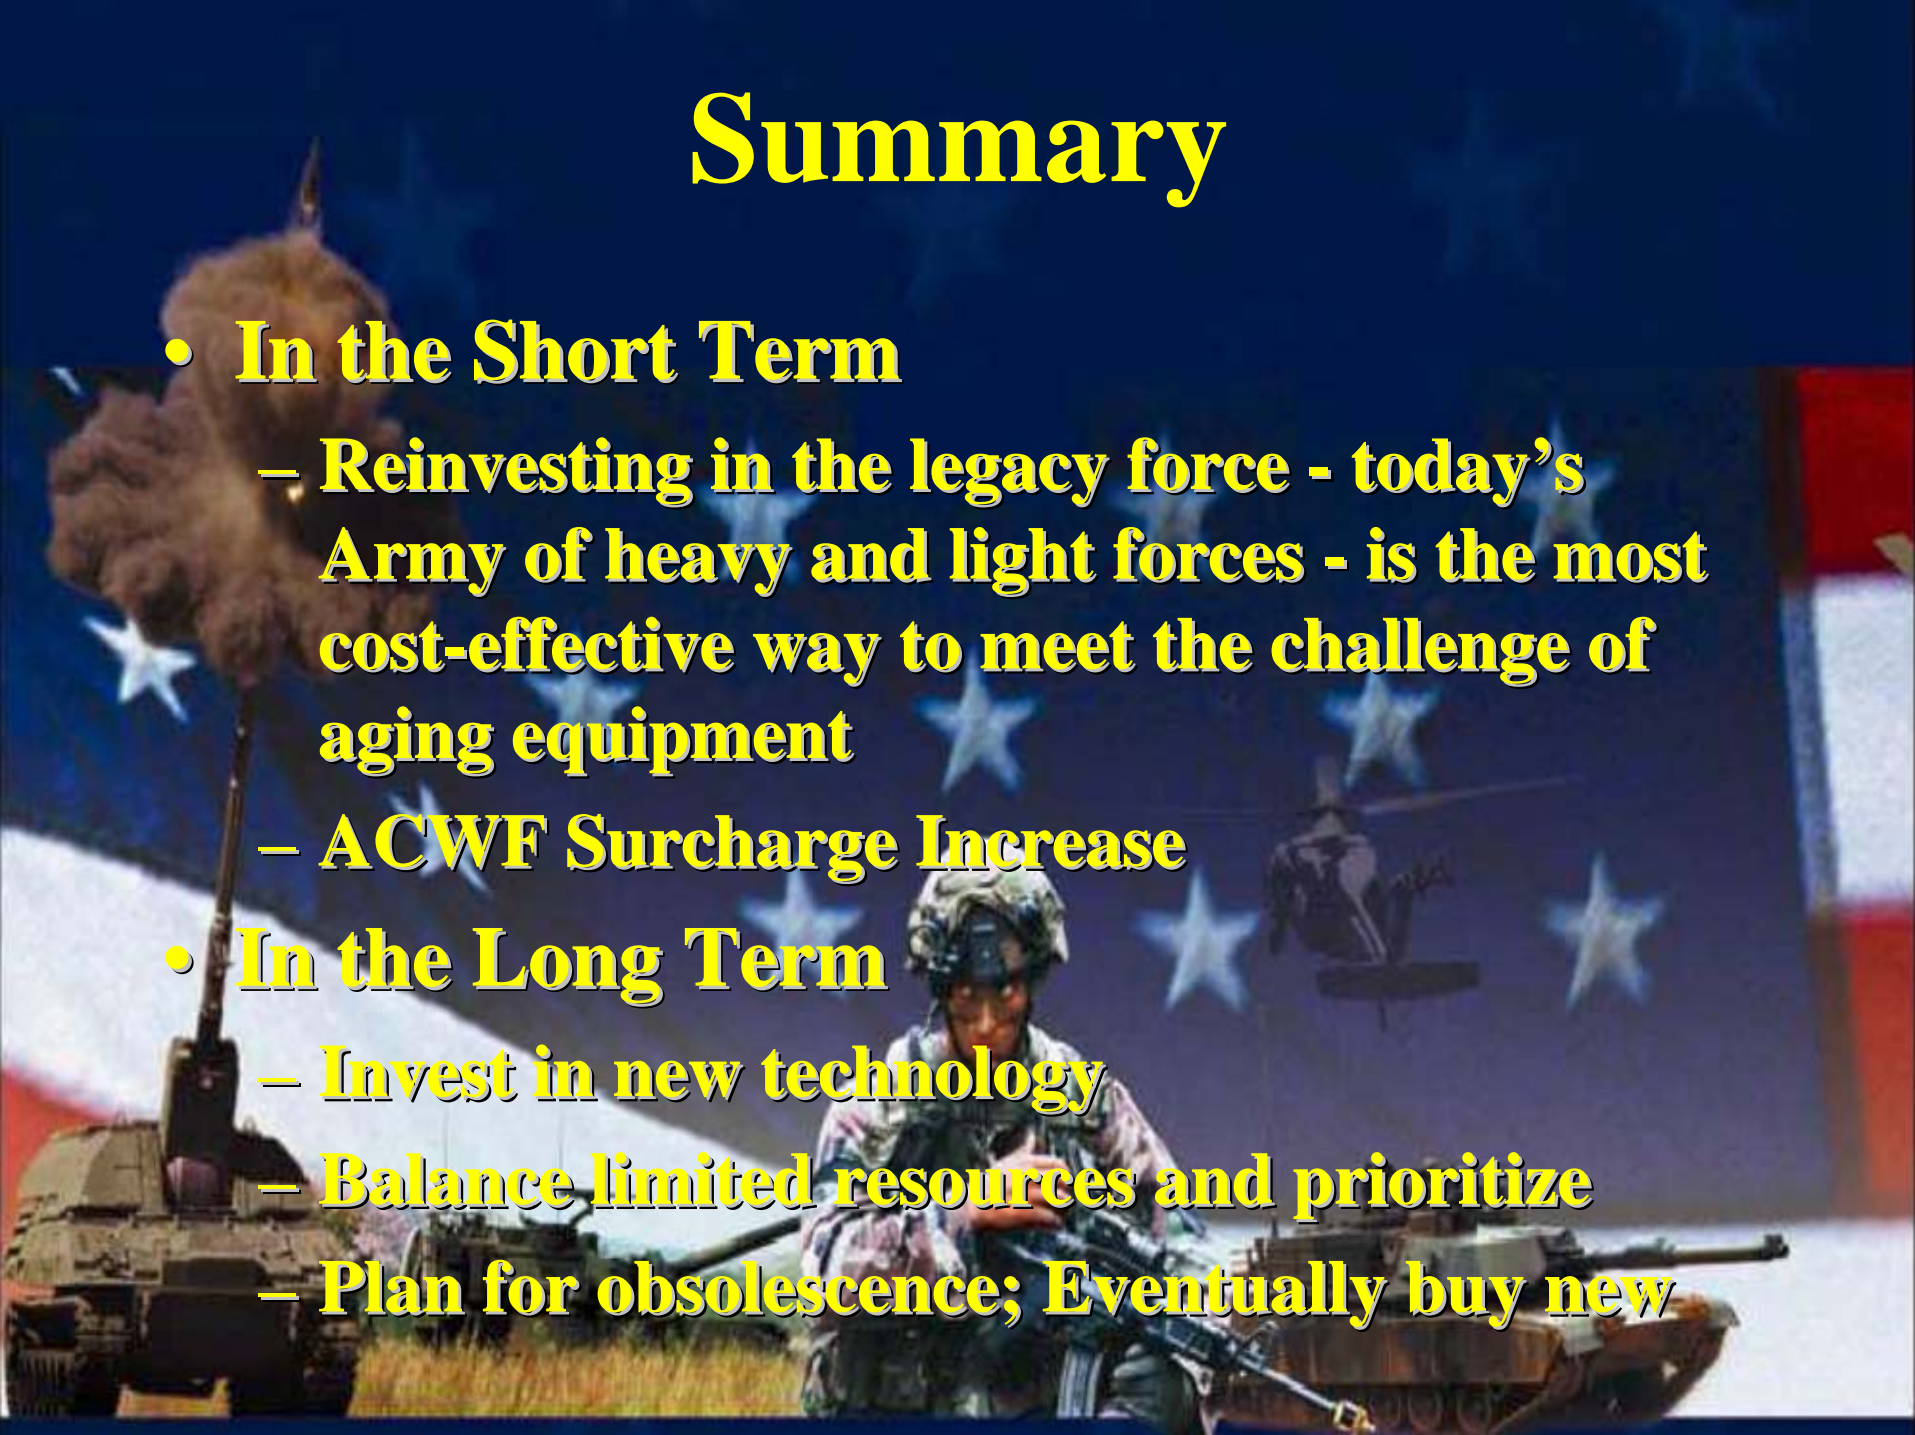 Summary
• In the Short Term
– Reinvesting in the legacy force - today’s
Army of heavy and light forces - is the most
cost-effective way to meet the challenge of
aging equipment
– ACWF Surcharge Increase
• In the Long Term
– Invest in new technology
– Balance limited resources and prioritize
– Plan for obsolescence; Eventually buy new